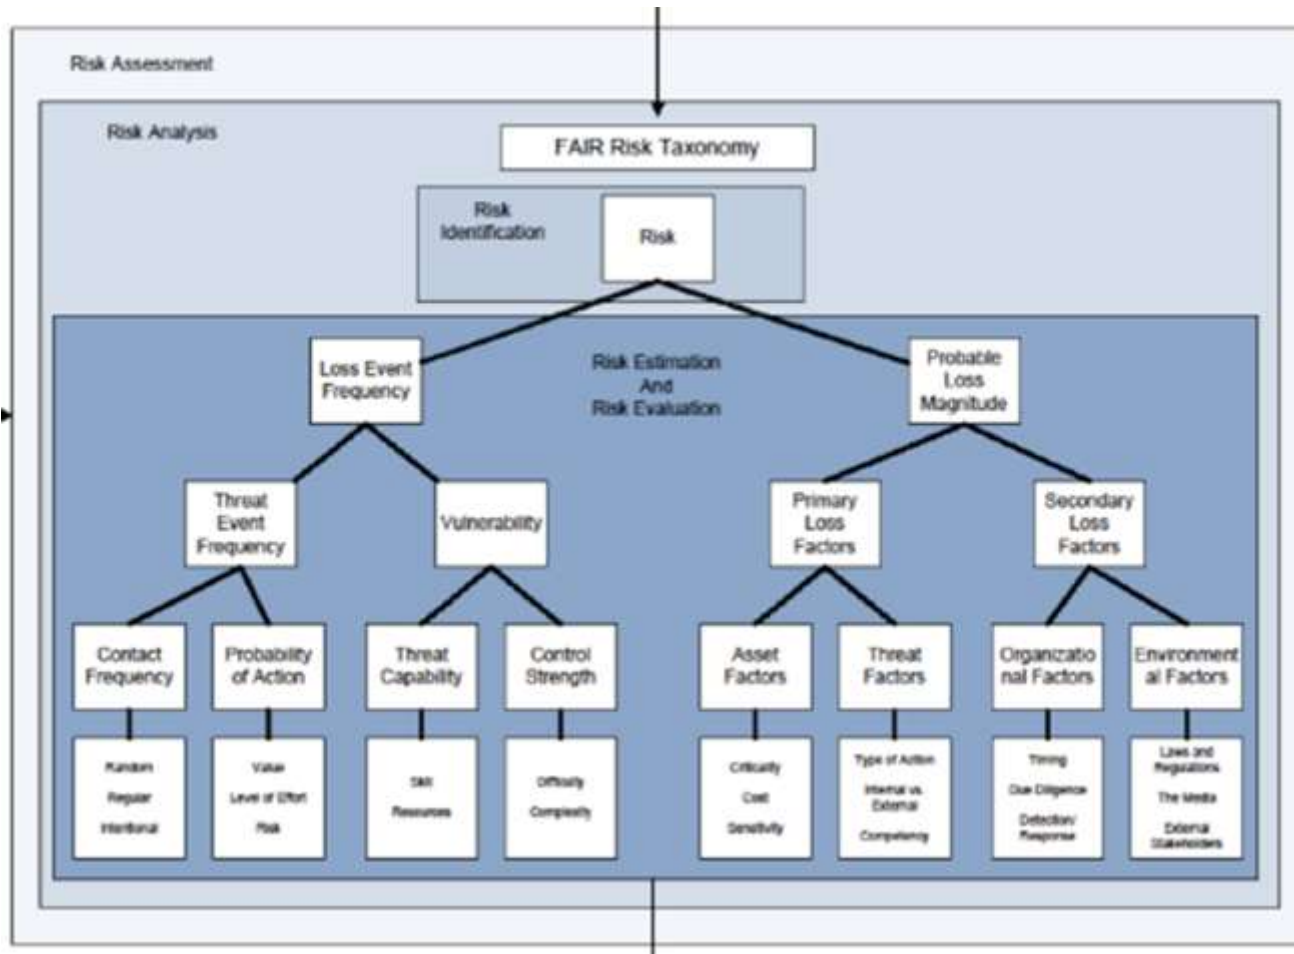 Risk Assessment
Risk Analysis
FAIR Risk Taxonomy
Risk
Identification
Risk
Loss Event
Frequency
Risk Estimation
And
Risk Evaluation
Probable
Loss
Magnitude
Threat
Event
Frequency
Vulnerability
Primary
Loss
Factors
Secondary
Loss
Factors
Contact
Frequency
Probability
of Action
Threat
Capability
Control
Strength
Asset
Factors
Threat
Factors
Organizatio
nal Factors
Environment
al Factors
Random
Regular
Intentional
Value
Level of Effort
Risk
Skill
Resources
Difficulty
Complexity
Criticality
Cost
Sensitivity
Type of Action
Internal vs.
External
Competency
Timing
Due Diligence
Detection/
Response
Laws and
Regulations
The Media
External
Stakeholders